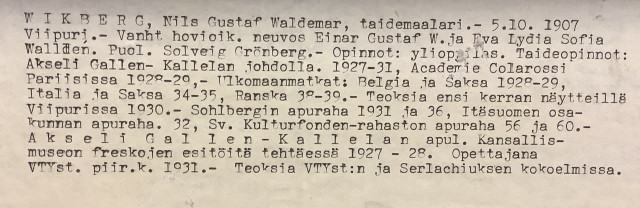 W I K B E R G, Nils Gustaf Waldemar, taidemaalari.- 5.10. 1907
Viipurj.- Vanht hovioik. neuvos Einar Gustaf W.ja Eva Lydia Sofia
Wallden. Puol. Solveig Grönberg.- Opinnot: yliopilas. Taideopinnot:
Akseli Gallen- Kallelan johdolla. 1927-31, Academie Colarossi
Pariisissa 1928-29,- Ulkomaanmatkat: Belgia ja Saksa 1928-29,
Italia ja Saksa 34-35, Ranska 38-39.- Teoksia ensi kerran näytteillä
Viipurissa 1930.- Sohlbergin apuraha 1931 ja 36, Itäsuomen osa-
kunnan apuraha. 32, Sv. Kulturfonden-rahaston apuraha 56 ja 60.-
A k s e l i G a l l e n - K a l l e l a n apul. Kansallis-
museon freskojen esitöitä tehtäessä 1927 - 28. Opettajana
VTYst. piir.k. 1931.- Teoksia VTYst:n ja Serlachiuksen kokoelmissa.